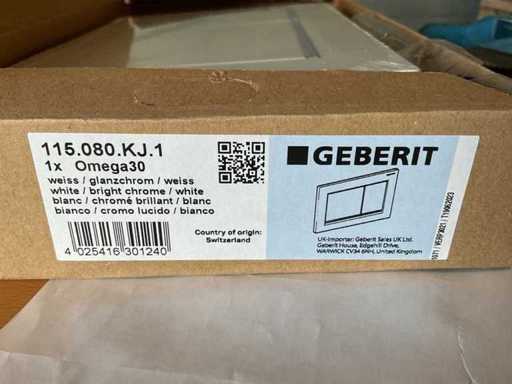 115.080.KJ.1
1x Omega30
weiss / glanzchrom / weiss
white / bright chrome / white
blanc / chromé brillant / blanc
bianco / cromo lucido / bianco
4 025416 301240
Country of origin:
Switzerland
GEBERIT
UK-Importer: Geberit Sales UK Ltd.
Geberit House, Edgehill Drive,
WARWICK CV34 6NH, United Kingdom